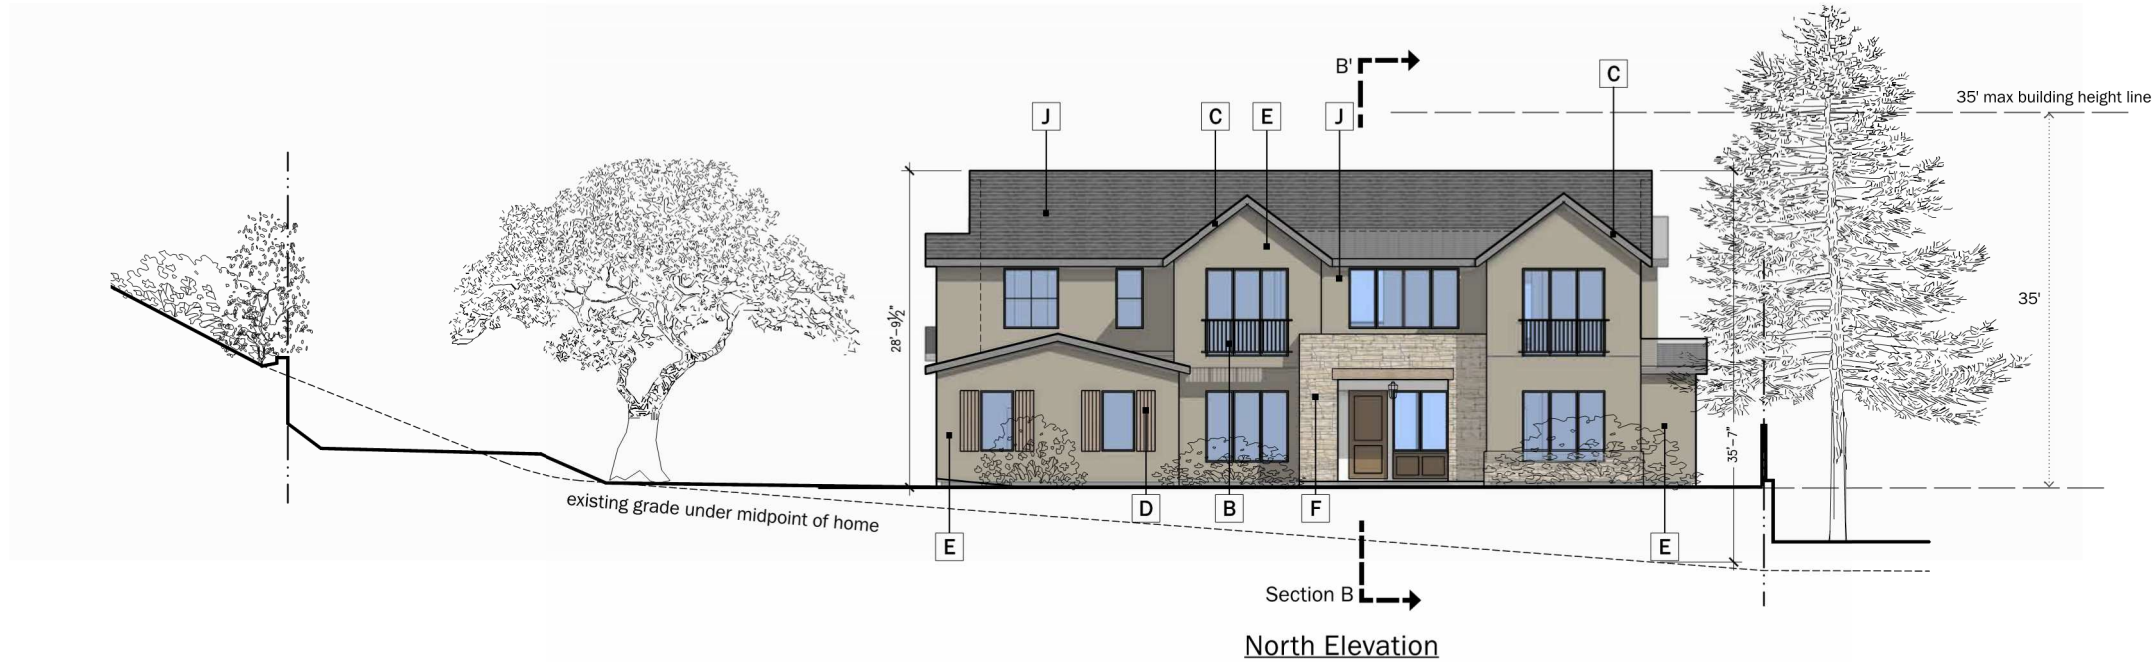 B'
C
35' max building height line
J
C
E
J
35'
28'-9½"
35'-7"
existing grade under midpoint of home
D
B
F
E
E
Section B
North Elevation